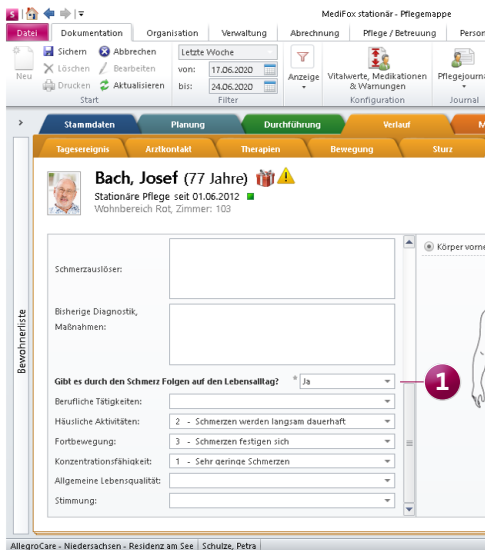 S
MediFox stationär - Pflegemappe
Datei Dokumentation Organisation Verwaltung Abrechnung Pflege / Betreuung Person
Neu
Sichern Abbrechen
Löschen Bearbeiten
Drucken Aktualisieren
Start
Letzte Woche
von: 17.06.2020
bis: 24.06.2020
Filter
Anzeige
Vitalwerte, Medikationen
& Warnungen
Konfiguration
Pflegejourna
Journal
Stammdaten Planung Durchführung Verlauf M
Tagesereignis Arztkontakt Therapien Bewegung Sturz
Bewohnerliste
Bach, Josef (77 Jahre)
Stationäre Pflege seit 01.06.2012
Wohnbereich Rot, Zimmer: 103
Körper vorne
Schmerzauslöser:
Bisherige Diagnostik,
Maßnahmen:
Gibt es durch den Schmerz Folgen auf den Lebensalltag? * Ja
1
Berufliche Tätigkeiten:
Häusliche Aktivitäten: 2 - Schmerzen werden langsam dauerhaft
Fortbewegung: 3 - Schmerzen festigen sich
Konzentrationsfähigkeit: 1 - Sehr geringe Schmerzen
Allgemeine Lebensqualität:
Stimmung:
AllegroCare - Niedersachsen - Residenz am See Schulze, Petra